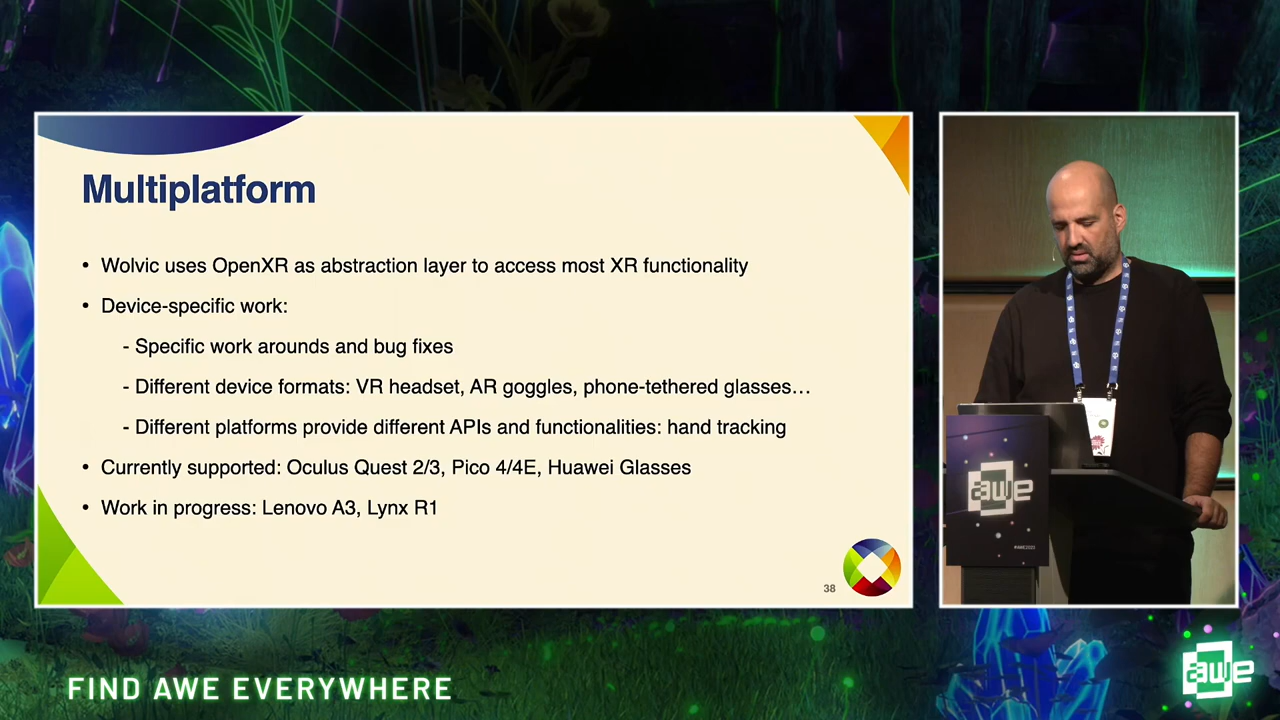 Multiplatform
• Wolvic uses OpenXR as abstraction layer to access most XR functionality
• Device-specific work:
- Specific work arounds and bug fixes
- Different device formats: VR headset, AR goggles, phone-tethered glasses…
- Different platforms provide different APIs and functionalities: hand tracking
• Currently supported: Oculus Quest 2/3, Pico 4/4E, Huawei Glasses
• Work in progress: Lenovo A3, Lynx R1
38
awe
#AWE2023
FIND AWE EVERYWHERE
awe